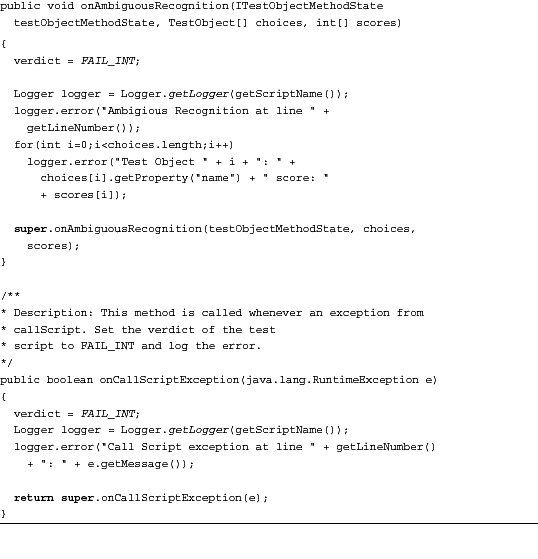 public void onAmbiguousRecognition(ITestObjectMethodState
testObjectMethodState, TestObject[] choices, int[] scores)
{
verdict = FAIL_INT;
Logger logger = Logger.getLogger(getScriptName());
logger.error("Ambigious Recognition at line " +
getLineNumber());
for(int i=0;i<choices.length;i++)
logger.error("Test Object " + i + ": " +
choices[i].getProperty("name") + " score: "
+ scores[i]);
super.onAmbiguousRecognition(testObjectMethodState, choices,
scores);
}
/**
* Description: This method is called whenever an exception from
* callScript. Set the verdict of the test
* script to FAIL_INT and log the error.
*/
public boolean onCallScriptException(java.lang.RuntimeException e)
{
verdict = FAIL_INT;
Logger logger = Logger.getLogger(getScriptName());
logger.error("Call Script exception at line " + getLineNumber()
+ ": " + e.getMessage());
return super.onCallScriptException(e);
}